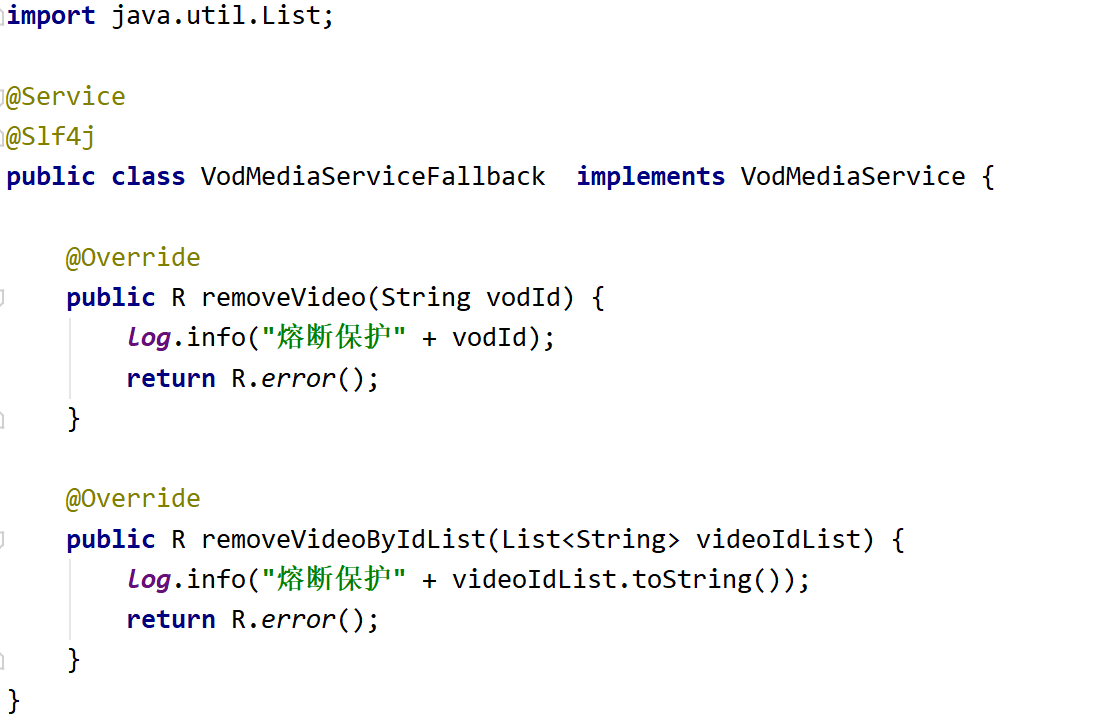 import java.util.List;
@Service
@Slf4j
public class VodMediaServiceFallback  implements VodMediaService {
    @Override
    public R removeVideo(String vodId) {
        log.info("熔断保护" + vodId);
        return R.error();
    }
    @Override
    public R removeVideoByIdList(List<String> videoIdList) {
        log.info("熔断保护" + videoIdList.toString());
        return R.error();
    }
}